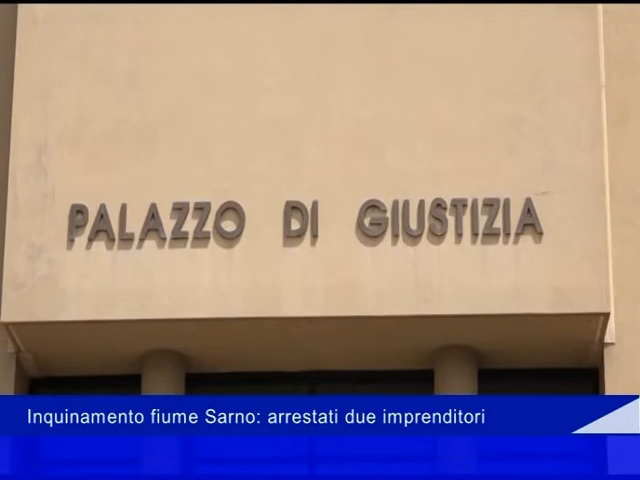 PALAZZO DI GIUSTIZIA
Inquinamento fiume Sarno: arrestati due imprenditori